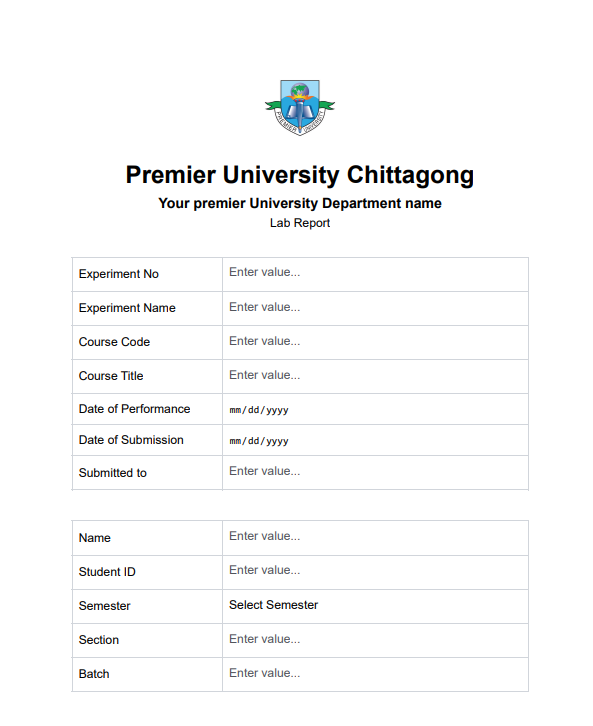 PREMIER UNIVERSITY
Premier University Chittagong
Your premier University Department name
Lab Report
Experiment No Enter value...
Experiment Name Enter value...
Course Code Enter value...
Course Title Enter value...
Date of Performance mm/dd/yyyy
Date of Submission mm/dd/yyyy
Submitted to Enter value...
Name Enter value...
Student ID Enter value...
Semester Select Semester
Section Enter value...
Batch Enter value...